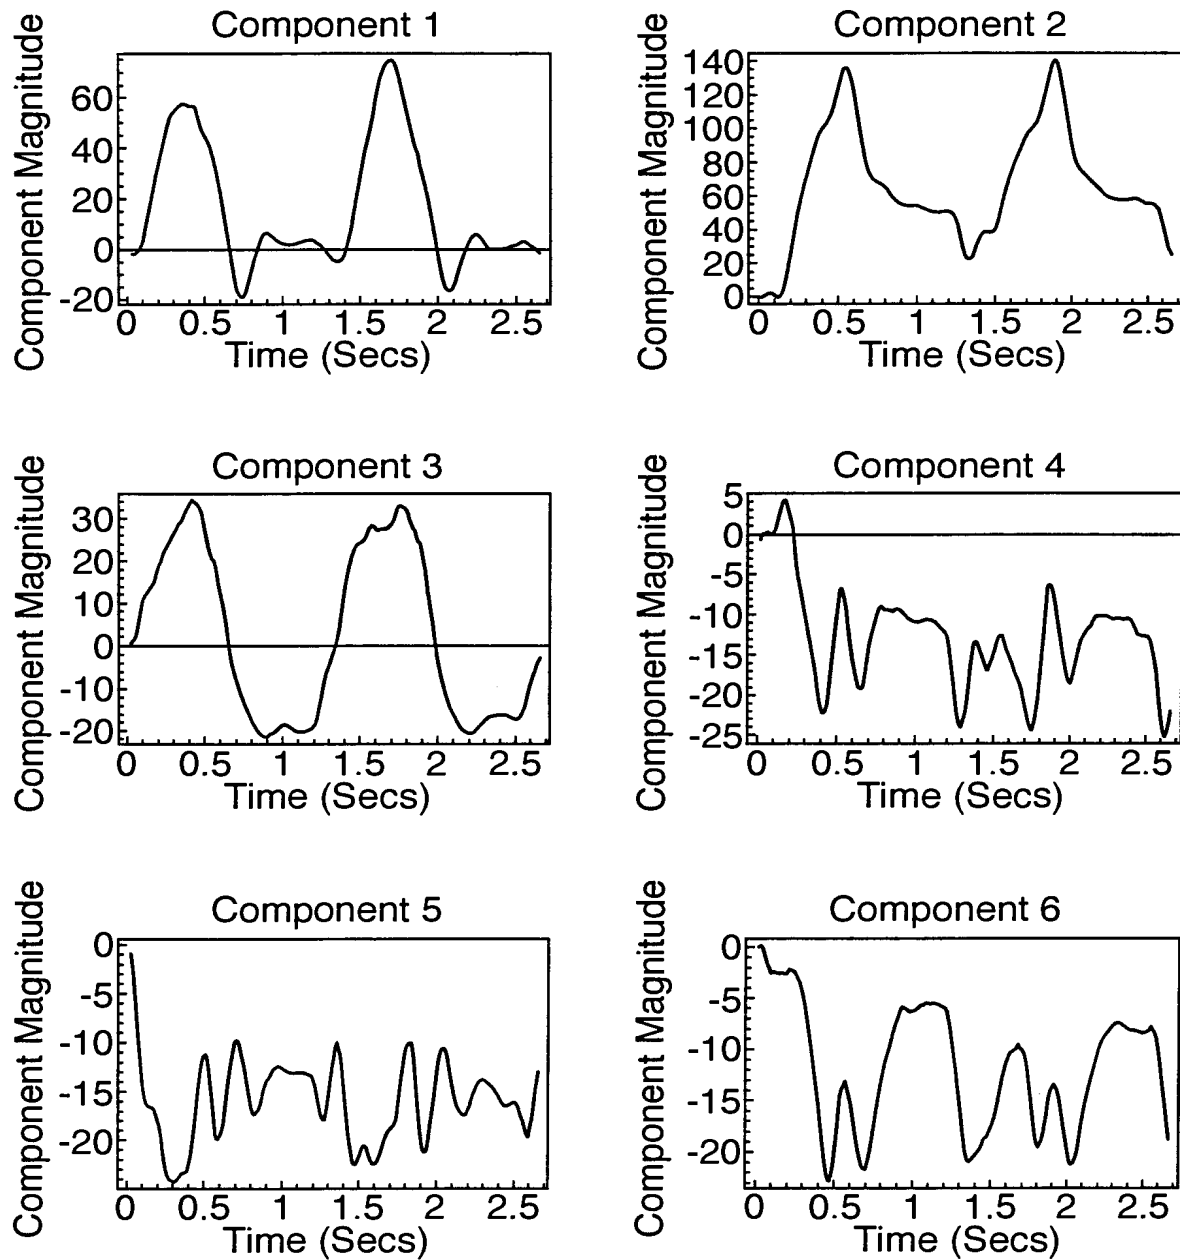 Component 1
Component Magnitude
60
40
20
0
-20
0 0.5 1 1.5 2 2.5
Time (Secs)
Component 2
Component Magnitude
140
120
100
80
60
40
20
0
0 0.5 1 1.5 2 2.5
Time (Secs)
Component 3
Component Magnitude
30
20
10
0
-10
-20
0 0.5 1 1.5 2 2.5
Time (Secs)
Component 4
Component Magnitude
5
0
-5
-10
-15
-20
-25
0 0.5 1 1.5 2 2.5
Time (Secs)
Component 5
Component Magnitude
0
-5
-10
-15
-20
0 0.5 1 1.5 2 2.5
Time (Secs)
Component 6
Component Magnitude
0
-5
-10
-15
-20
0 0.5 1 1.5 2 2.5
Time (Secs)